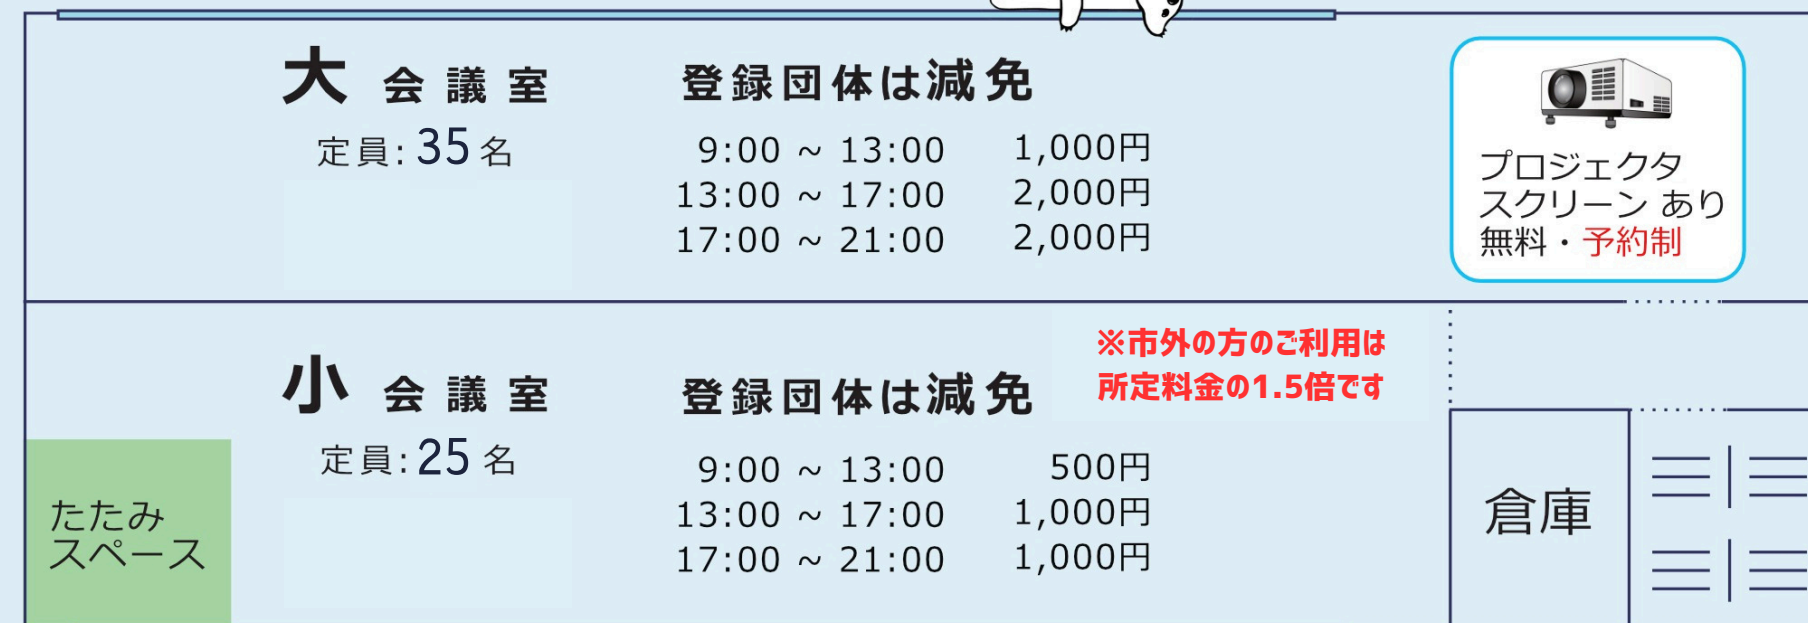 大 会議室
定員: 35 名
登録団体は減免
9:00 ~ 13:00 1,000円
13:00 ~ 17:00 2,000円
17:00 ~ 21:00 2,000円
プロジェクタ
スクリーン あり
無料・予約制
小 会議室
定員: 25 名
登録団体は減免
※市外の方のご利用は
所定料金の1.5倍です
9:00 ~ 13:00 500円
13:00 ~ 17:00 1,000円
17:00 ~ 21:00 1,000円
たたみ
スペース
倉庫